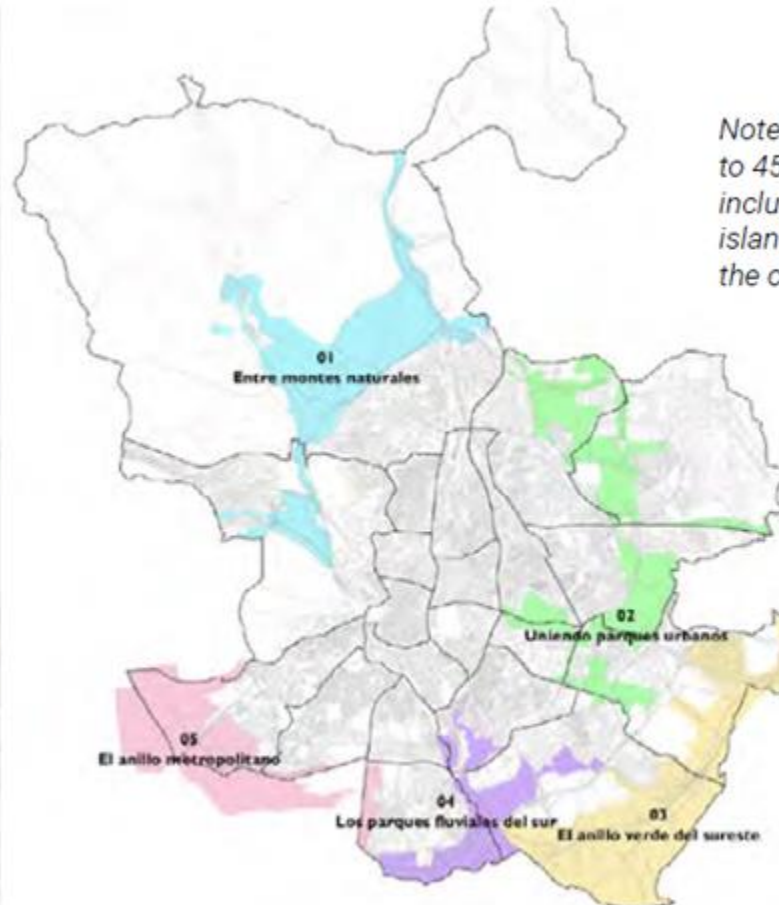 Note
to 45
inclu
islan
the c
01
Entre montes naturales
02
Uniendo parques urbanos
05
El anillo metropolitano
04
Los parques fluviales del sur
03
El anillo verde del sureste